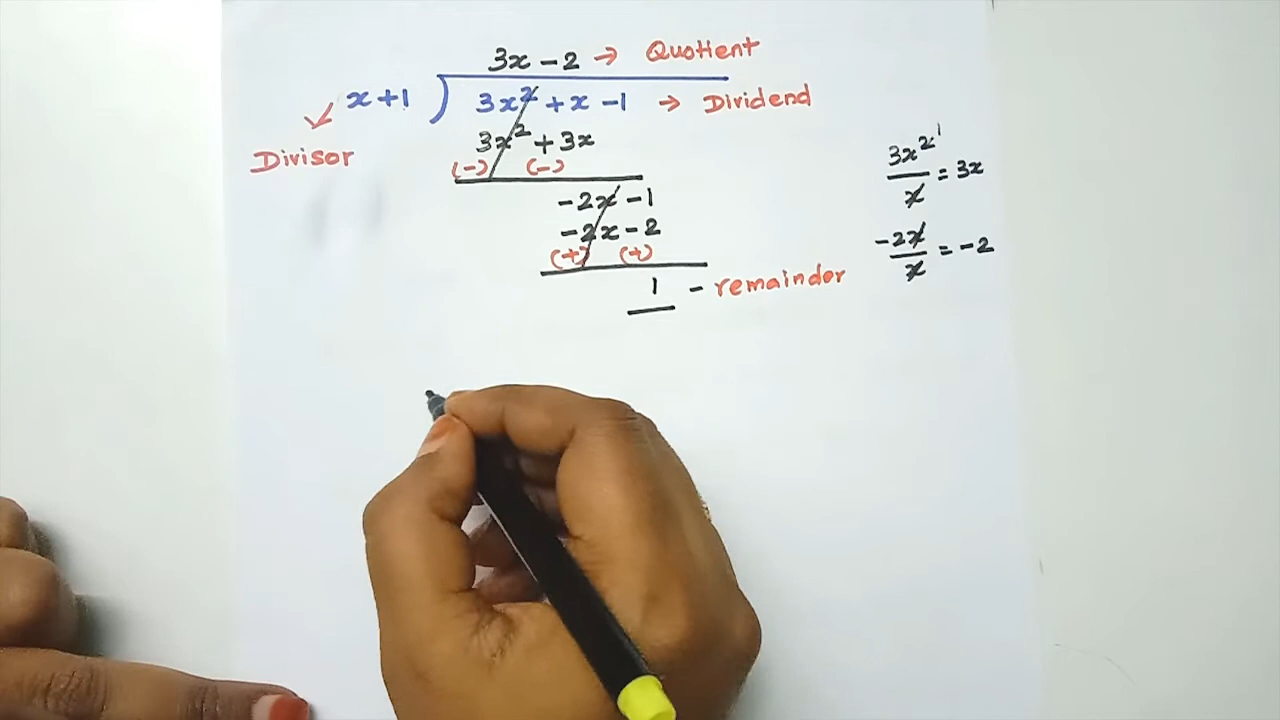 3x - 2 → Quotient
x + 1 ) 3x² + x - 1 → Dividend
Divisor
3x² + 3x
(-) (-)
-2x - 1
-2x - 2
(+) (+)
1 - remainder
3x²¹/x = 3x
-2x/x = -2